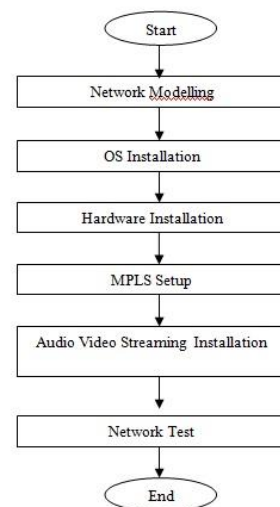 Start
Network Modelling
OS Installation
Hardware Installation
MPLS Setup
Audio Video Streaming Installation
Network Test
End